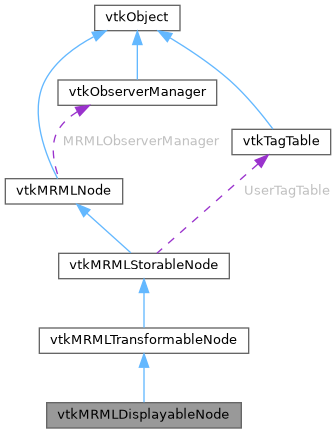 vtkObject
vtkObserverManager
MRMLObserverManager
vtkTagTable
vtkMRMLNode
UserTagTable
vtkMRMLStorableNode
vtkMRMLTransformableNode
vtkMRMLDisplayableNode